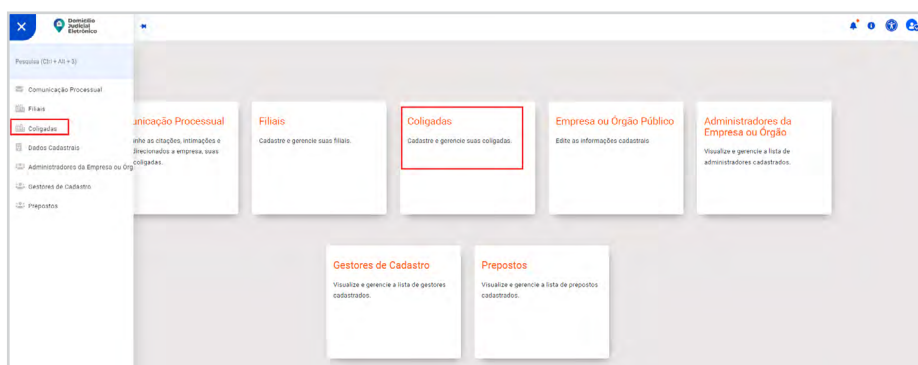 Domicílio
Judicial
Eletrônico
Pesquisa (Ctrl + Alt + S)
Comunicação Processual
Filiais
Coligadas
Dados Cadastrais
Administradores da Empresa ou Órg
Gestores de Cadastro
Prepostos
unicação Processual
as citações, intimações e
direcionados a empresa, suas
coligadas.
Filiais
Cadastre e gerencie suas filiais.
Coligadas
Cadastre e gerencie suas coligadas.
Empresa ou Órgão Público
Edite as informações cadastrais
Administradores da
Empresa ou Órgão
Visualize e gerencie a lista de
administradores cadastrados.
Gestores de Cadastro
Visualize e gerencie a lista de gestores
cadastrados.
Prepostos
Visualize e gerencie a lista de prepostos
cadastrados.